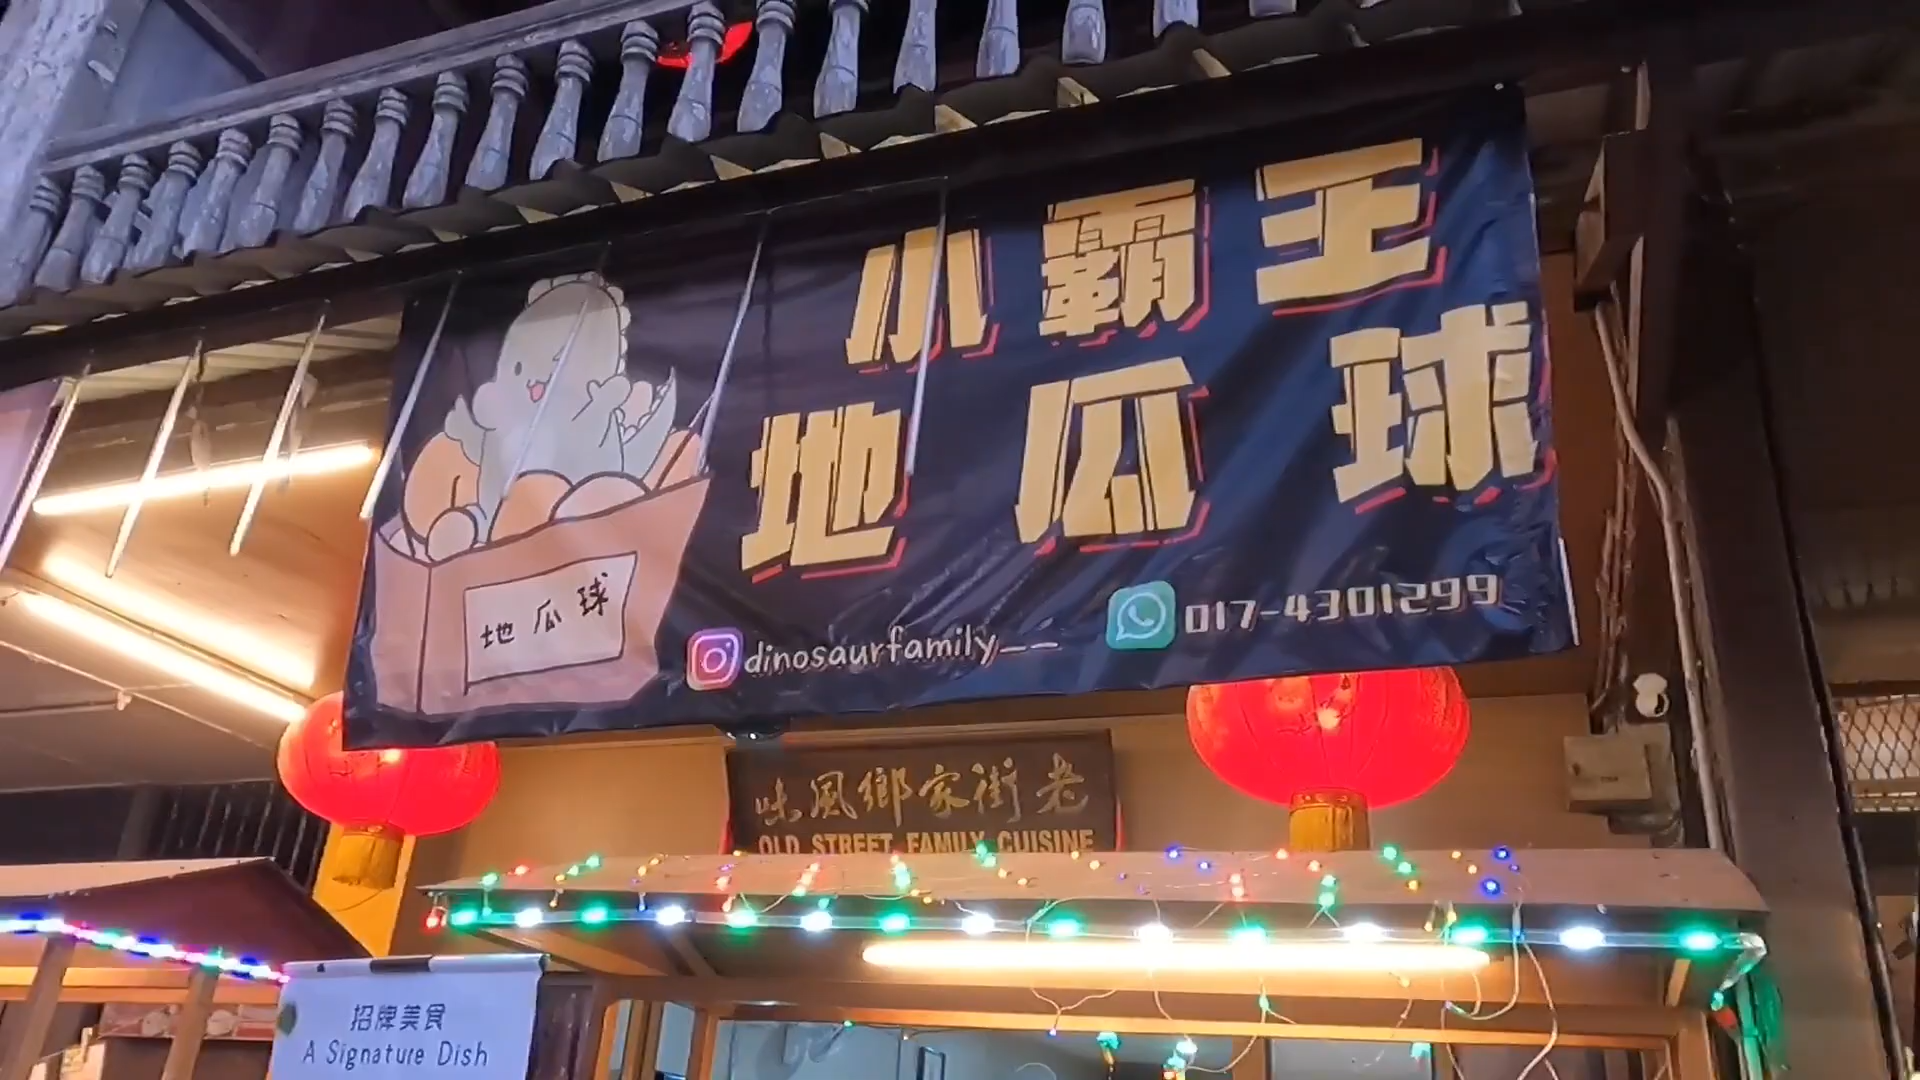 小霸王
地瓜球
地瓜球
dinosaurfamily__
017-4301299
味風鄉家街老
OLD STREET FAMILY CUISINE
招牌美食
A Signature Dish